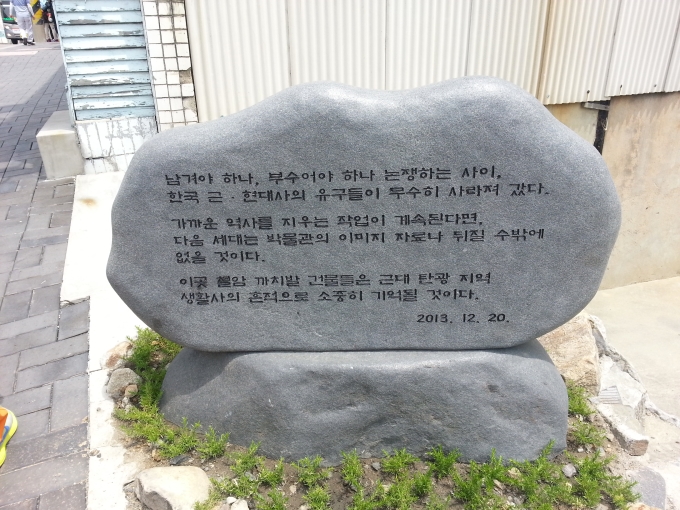 남겨야 하나, 부수어야 하나 논쟁하는 사이,
한국 근 · 현대사의 유구들이 무수히 사라져 갔다.
가까운 역사를 지우는 작업이 계속된다면,
다음 세대는 박물관의 이미지 자료나 뒤질 수밖에
없을 것이다.
이곳 철암 까치발 건물들은 근대 탄광 지역
생활사의 흔적으로 소중히 기억될 것이다.
2013. 12. 20.